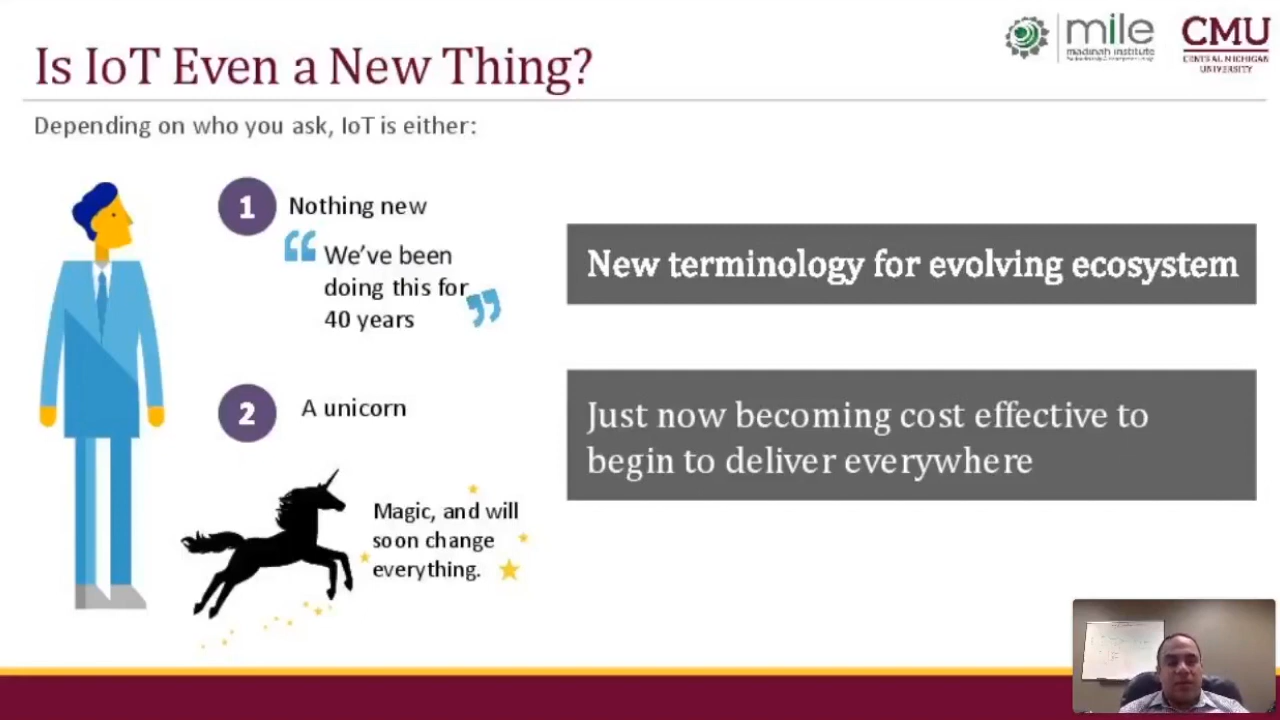 Is IoT Even a New Thing?
mile
madinah institute
CMU
CENTRAL MICHIGAN
UNIVERSITY
Depending on who you ask, IoT is either:
1 Nothing new
“ We’ve been
doing this for
40 years ”
New terminology for evolving ecosystem
2 A unicorn
Just now becoming cost effective to
begin to deliver everywhere
Magic, and will
soon change
everything.